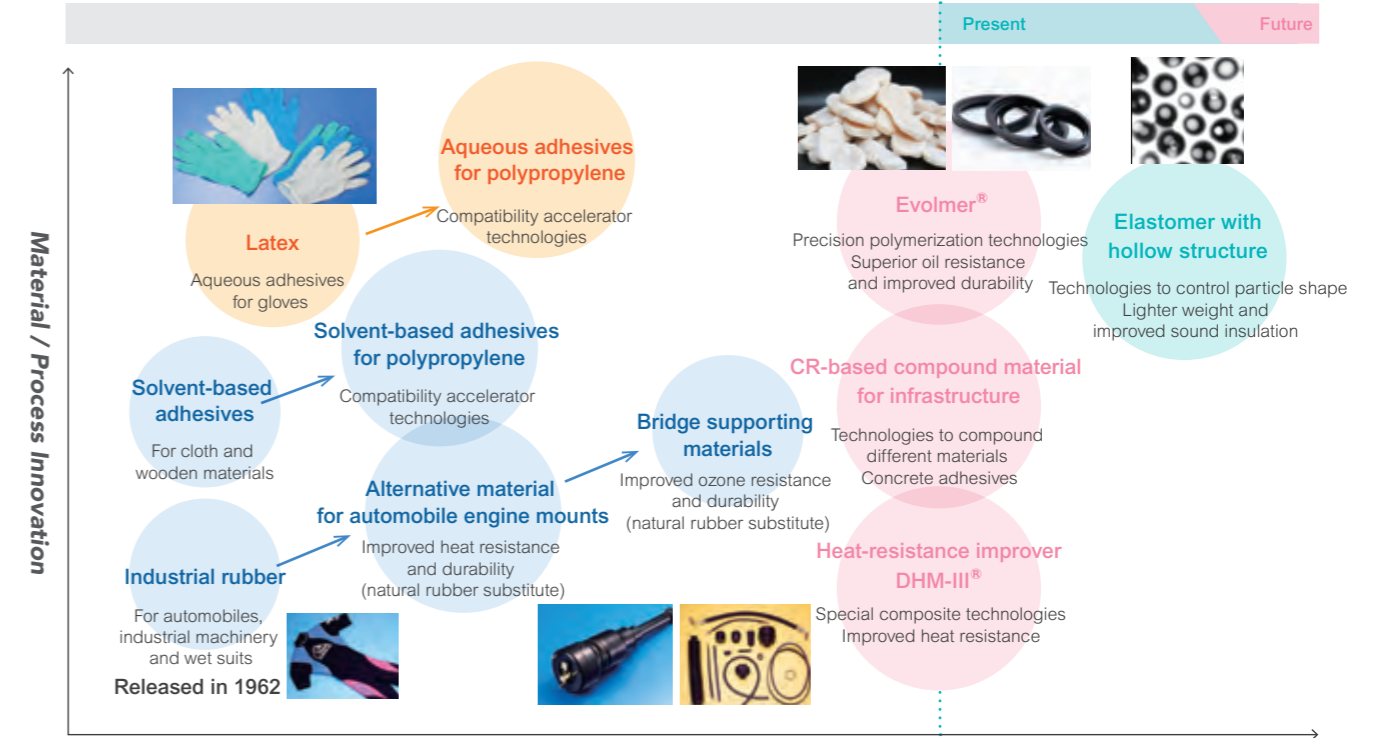 Present
Future
Material / Process Innovation
Latex
Aqueous adhesives
for gloves
Aqueous adhesives
for polypropylene
Compatibility accelerator
technologies
Solvent-based
adhesives
For cloth and
wooden materials
Solvent-based adhesives
for polypropylene
Compatibility accelerator
technologies
Industrial rubber
For automobiles,
industrial machinery
and wet suits
Released in 1962
Alternative material
for automobile engine mounts
Improved heat resistance
and durability
(natural rubber substitute)
Bridge supporting
materials
Improved ozone resistance
and durability
(natural rubber substitute)
Evolmer®
Precision polymerization technologies
Superior oil resistance
and improved durability
CR-based compound material
for infrastructure
Technologies to compound
different materials
Concrete adhesives
Heat-resistance improver
DHM-III®
Special composite technologies
Improved heat resistance
Elastomer with
hollow structure
Technologies to control particle shape
Lighter weight and
improved sound insulation